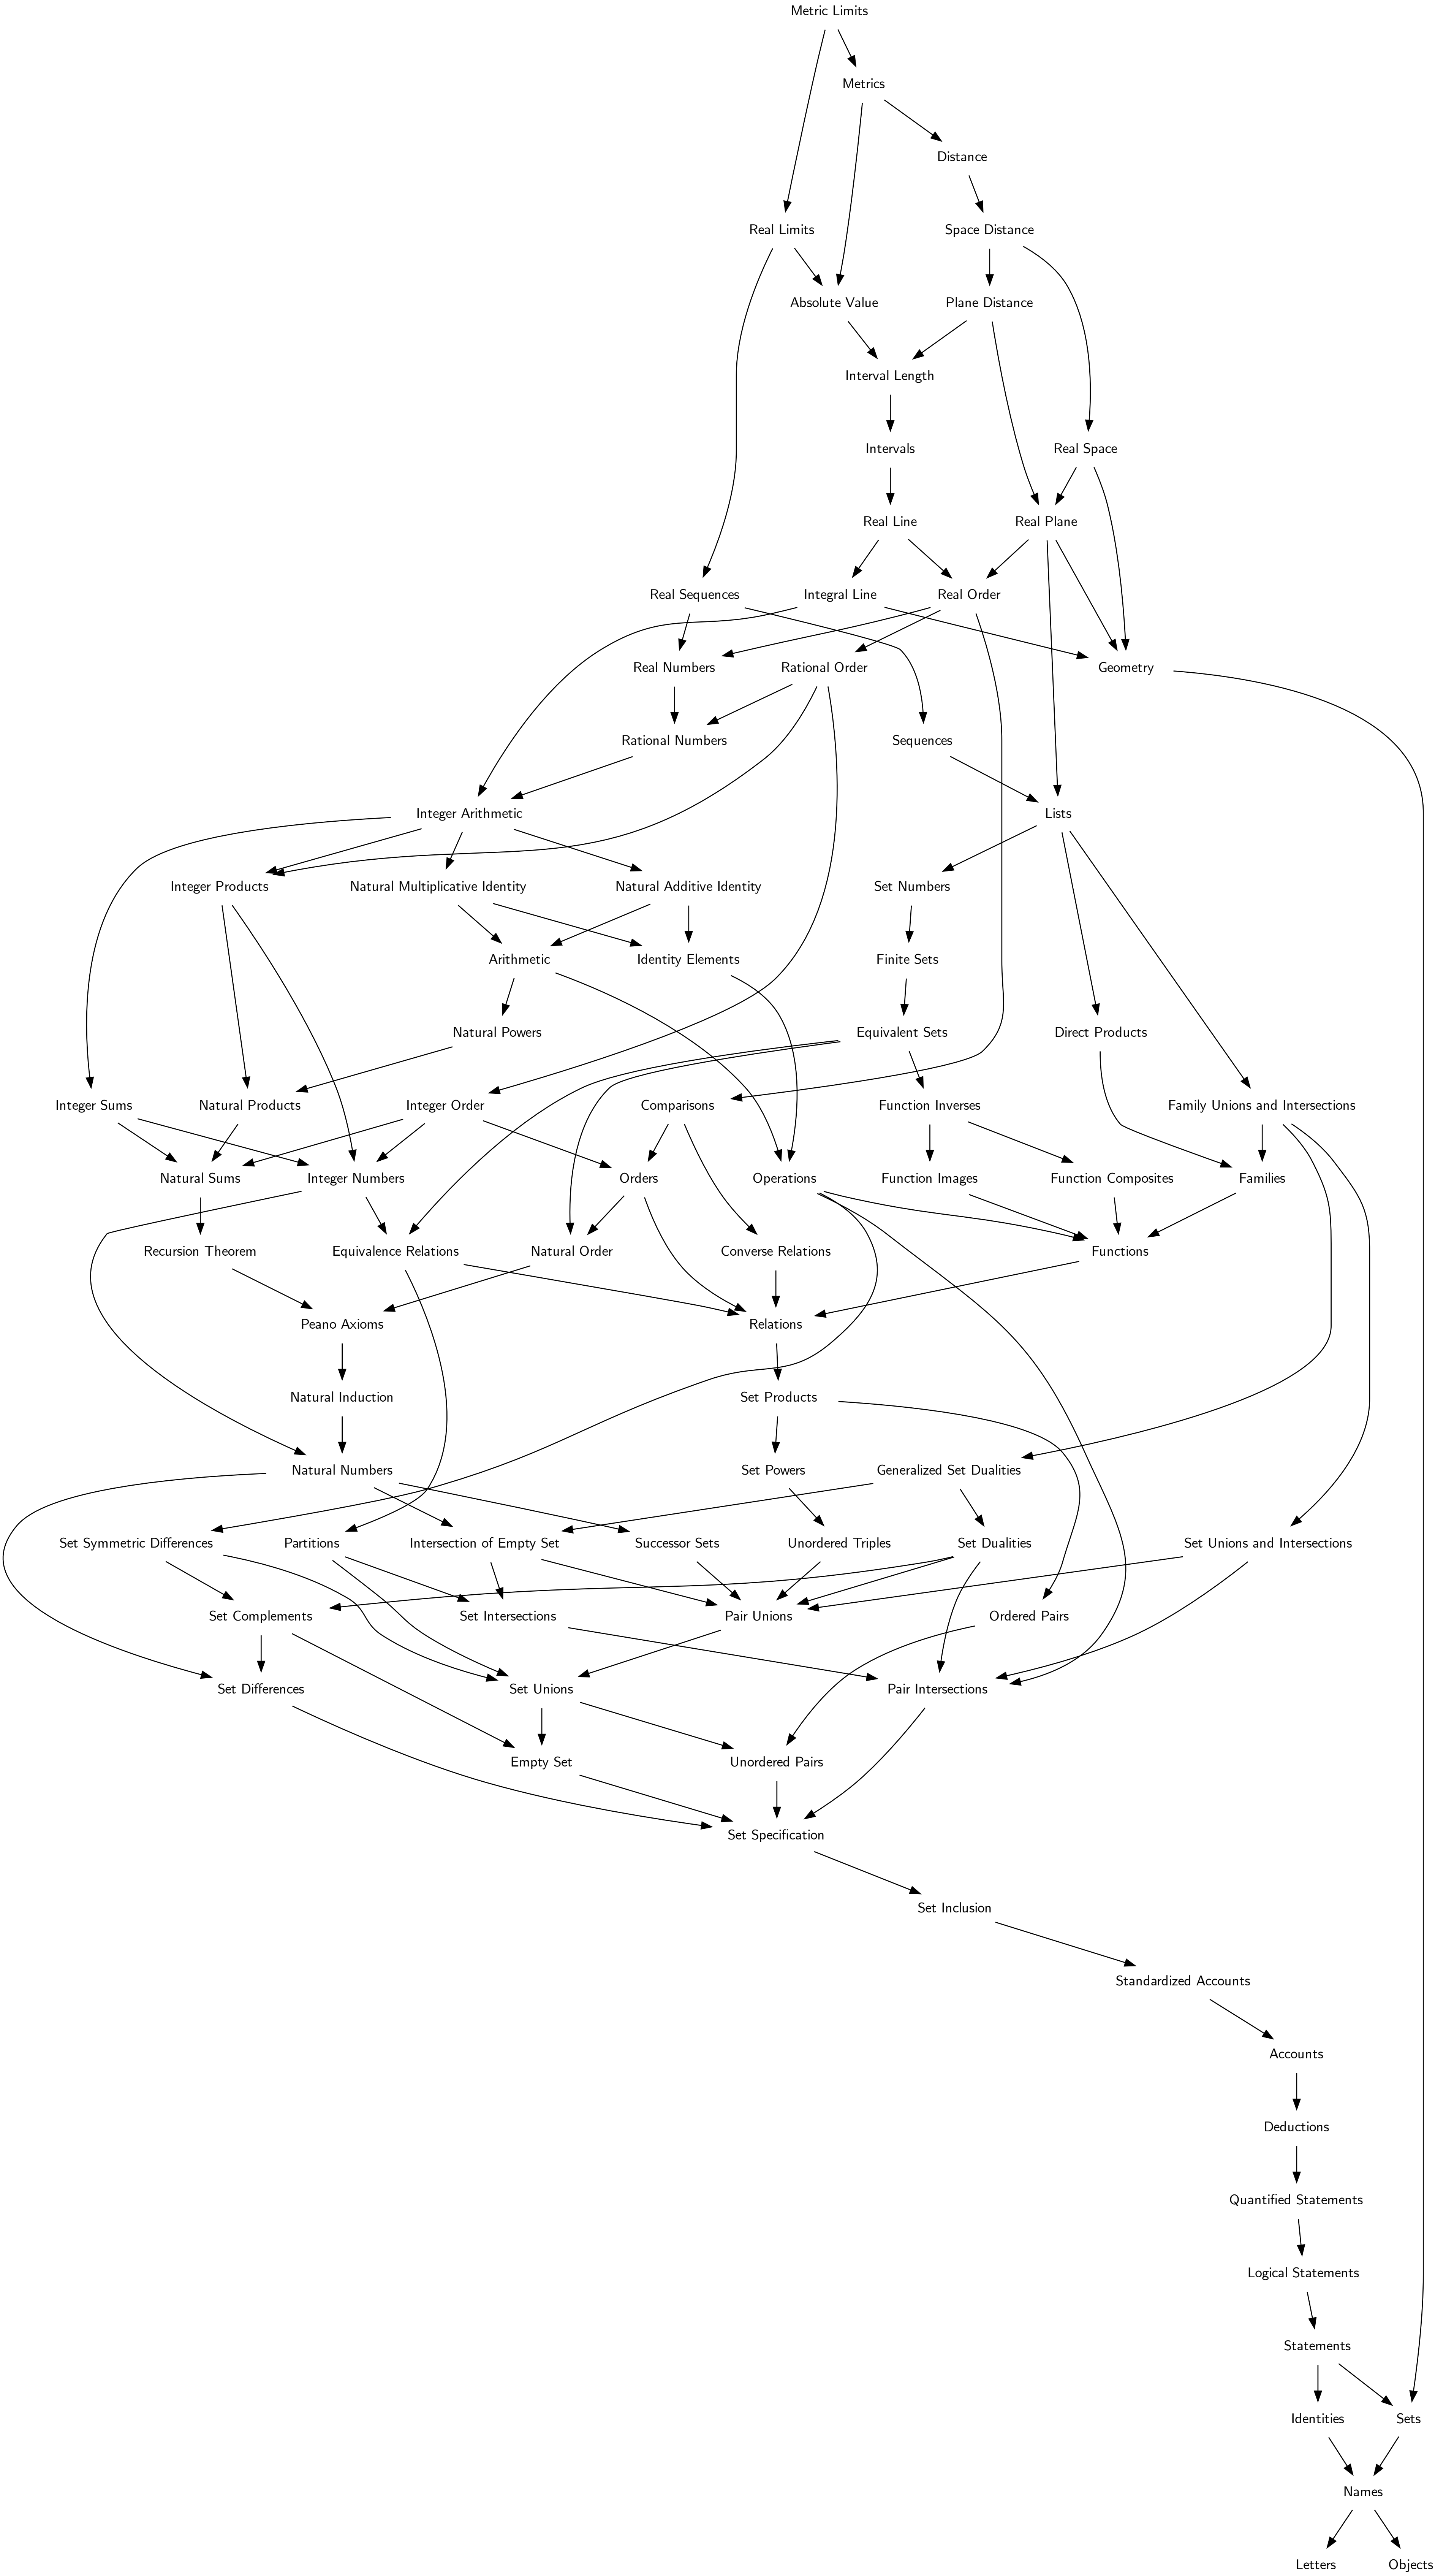 Metric Limits
Metrics
Distance
Real Limits
Space Distance
Absolute Value
Plane Distance
Interval Length
Intervals
Real Space
Real Line
Real Plane
Real Sequences
Integral Line
Real Order
Real Numbers
Rational Order
Geometry
Rational Numbers
Sequences
Integer Arithmetic
Lists
Integer Products
Natural Multiplicative Identity
Natural Additive Identity
Set Numbers
Arithmetic
Identity Elements
Finite Sets
Natural Powers
Equivalent Sets
Direct Products
Integer Sums
Natural Products
Integer Order
Comparisons
Function Inverses
Family Unions and Intersections
Natural Sums
Integer Numbers
Orders
Operations
Function Images
Function Composites
Families
Recursion Theorem
Equivalence Relations
Natural Order
Converse Relations
Functions
Peano Axioms
Relations
Natural Induction
Set Products
Natural Numbers
Set Powers
Generalized Set Dualities
Set Symmetric Differences
Partitions
Intersection of Empty Set
Successor Sets
Unordered Triples
Set Dualities
Set Unions and Intersections
Set Complements
Set Intersections
Pair Unions
Ordered Pairs
Set Differences
Set Unions
Pair Intersections
Empty Set
Unordered Pairs
Set Specification
Set Inclusion
Standardized Accounts
Accounts
Deductions
Quantified Statements
Logical Statements
Statements
Identities
Sets
Names
Letters
Objects